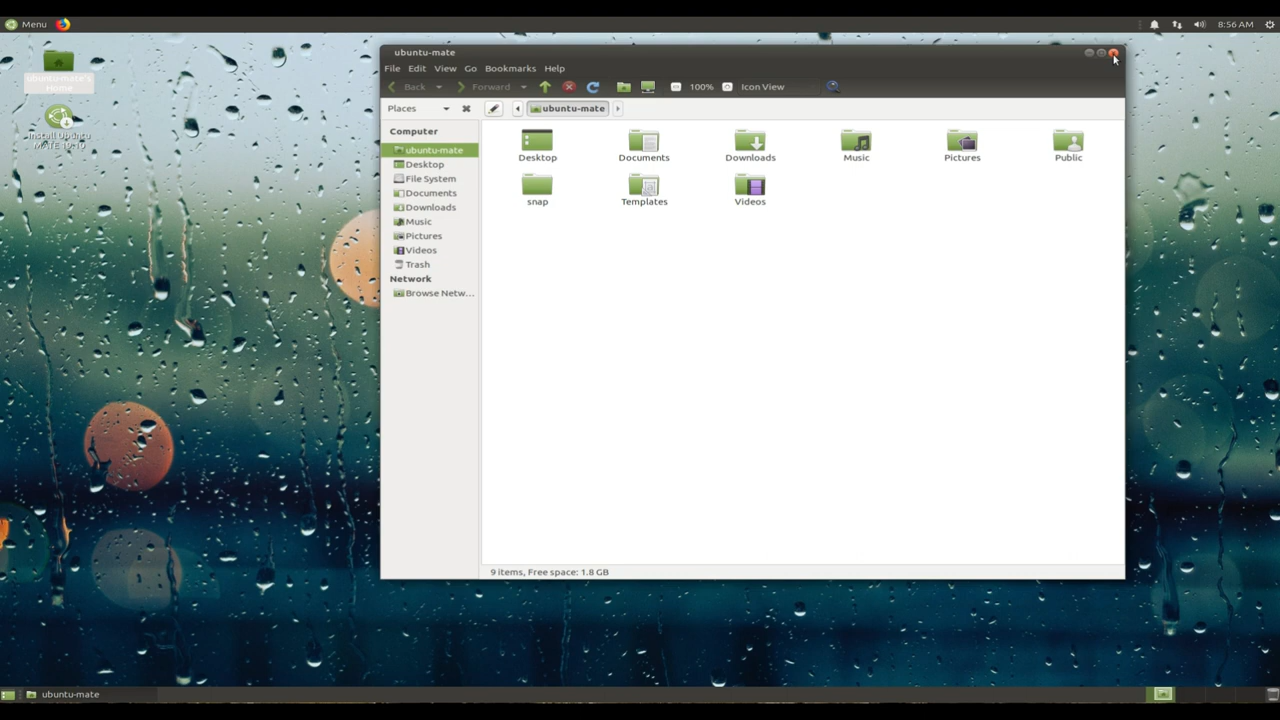 Menu
8:56 AM
ubuntu-mate's
Home
Install Ubuntu
MATE 19.10
ubuntu-mate
File Edit View Go Bookmarks Help
Back Forward 100% Icon View
Places ubuntu-mate
Computer
ubuntu-mate
Desktop
File System
Documents
Downloads
Music
Pictures
Videos
Trash
Network
Browse Netw...
Desktop Documents Downloads Music Pictures Public
snap Templates Videos
9 items, Free space: 1.8 GB
ubuntu-mate